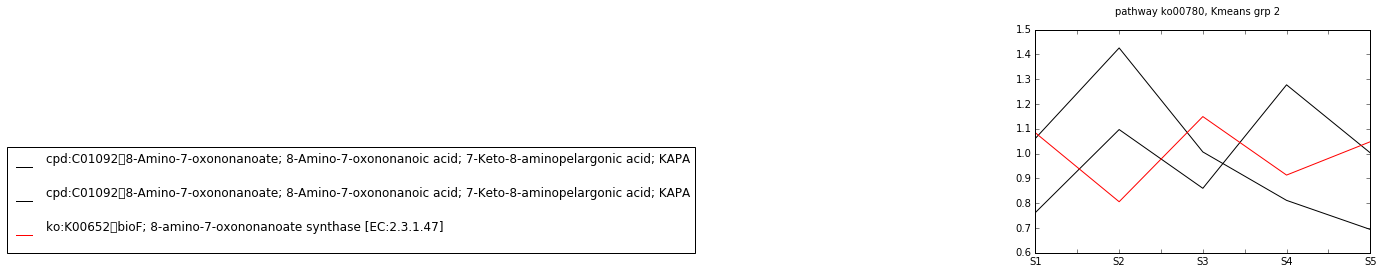 pathway ko00780, Kmeans grp 2
1.5
1.4
1.3
1.2
1.1
1.0
0.9
0.8
0.7
0.6
S1 S2 S3 S4 S5
cpd:C01092▯8-Amino-7-oxononanoate; 8-Amino-7-oxononanoic acid; 7-Keto-8-aminopelargonic acid; KAPA
cpd:C01092▯8-Amino-7-oxononanoate; 8-Amino-7-oxononanoic acid; 7-Keto-8-aminopelargonic acid; KAPA
ko:K00652▯bioF; 8-amino-7-oxononanoate synthase [EC:2.3.1.47]